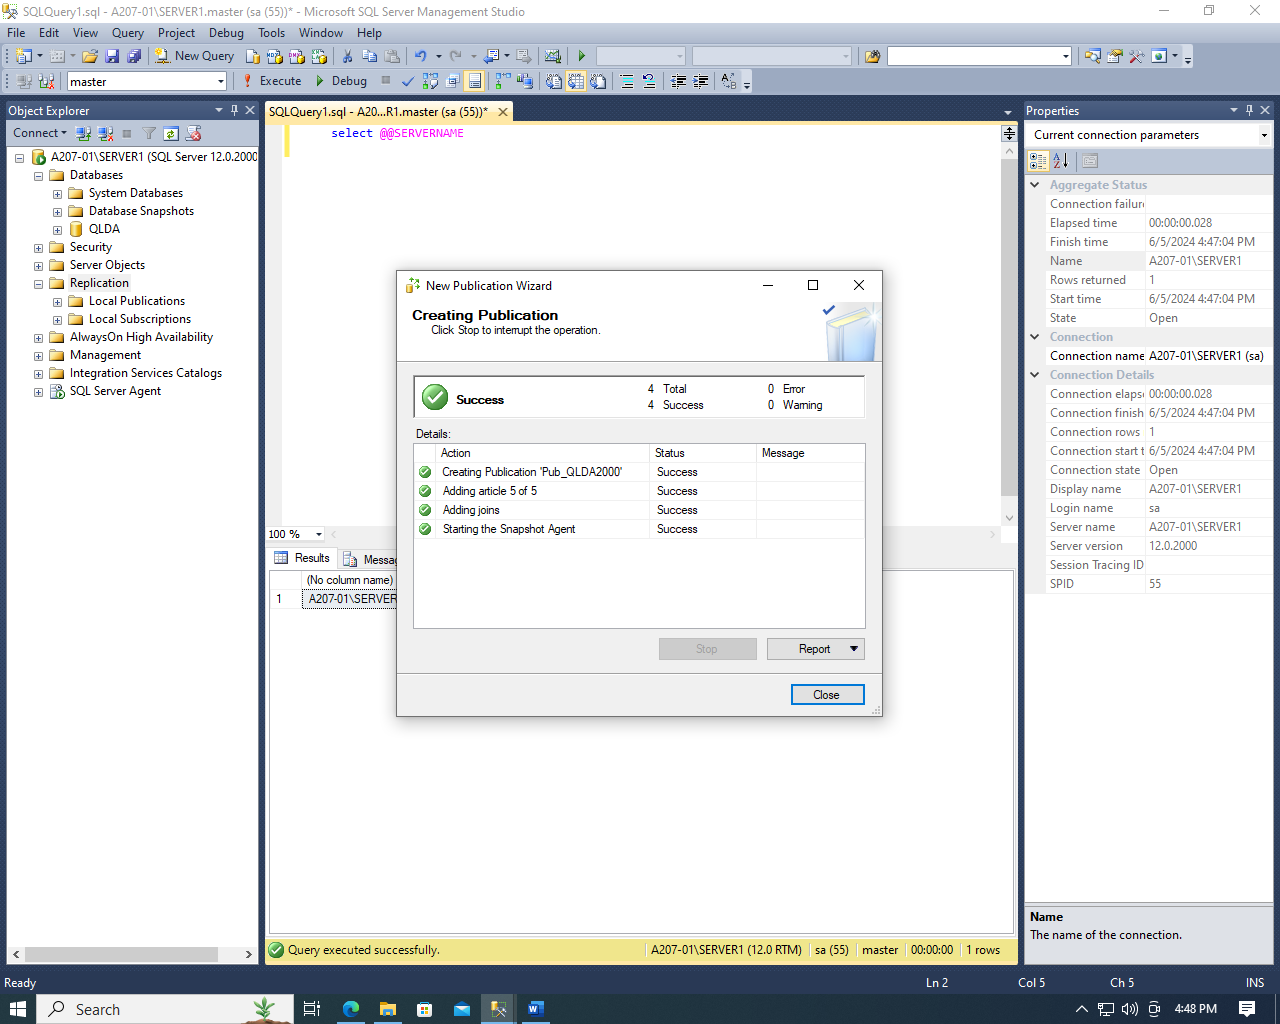 SQLQuery1.sql - A207-01\SERVER1.master (sa (55))* - Microsoft SQL Server Management Studio
File Edit View Query Project Debug Tools Window Help
New Query
master
Execute Debug
Object Explorer
Connect
A207-01\SERVER1 (SQL Server 12.0.2000
Databases
System Databases
Database Snapshots
QLDA
Security
Server Objects
Replication
Local Publications
Local Subscriptions
AlwaysOn High Availability
Management
Integration Services Catalogs
SQL Server Agent
SQLQuery1.sql - A20...R1.master (sa (55))*
select @@SERVERNAME
100 %
Results
Messa
(No column name)
1 A207-01\SERVER
Query executed successfully.
A207-01\SERVER1 (12.0 RTM) sa (55) master 00:00:00 1 rows
New Publication Wizard
Creating Publication
Click Stop to interrupt the operation.
Success
4 Total 0 Error
4 Success 0 Warning
Details:
Action Status Message
Creating Publication 'Pub_QLDA2000' Success
Adding article 5 of 5 Success
Adding joins Success
Starting the Snapshot Agent Success
Stop Report
Close
Properties
Current connection parameters
Aggregate Status
Connection failure
Elapsed time 00:00:00.028
Finish time 6/5/2024 4:47:04 PM
Name A207-01\SERVER1
Rows returned 1
Start time 6/5/2024 4:47:04 PM
State Open
Connection
Connection name A207-01\SERVER1 (sa)
Connection Details
Connection elapse 00:00:00.028
Connection finish 6/5/2024 4:47:04 PM
Connection rows 1
Connection start t 6/5/2024 4:47:04 PM
Connection state Open
Display name A207-01\SERVER1
Login name sa
Server name A207-01\SERVER1
Server version 12.0.2000
Session Tracing ID
SPID 55
Name
The name of the connection.
Ready Ln 2 Col 5 Ch 5 INS
Search
4:48 PM